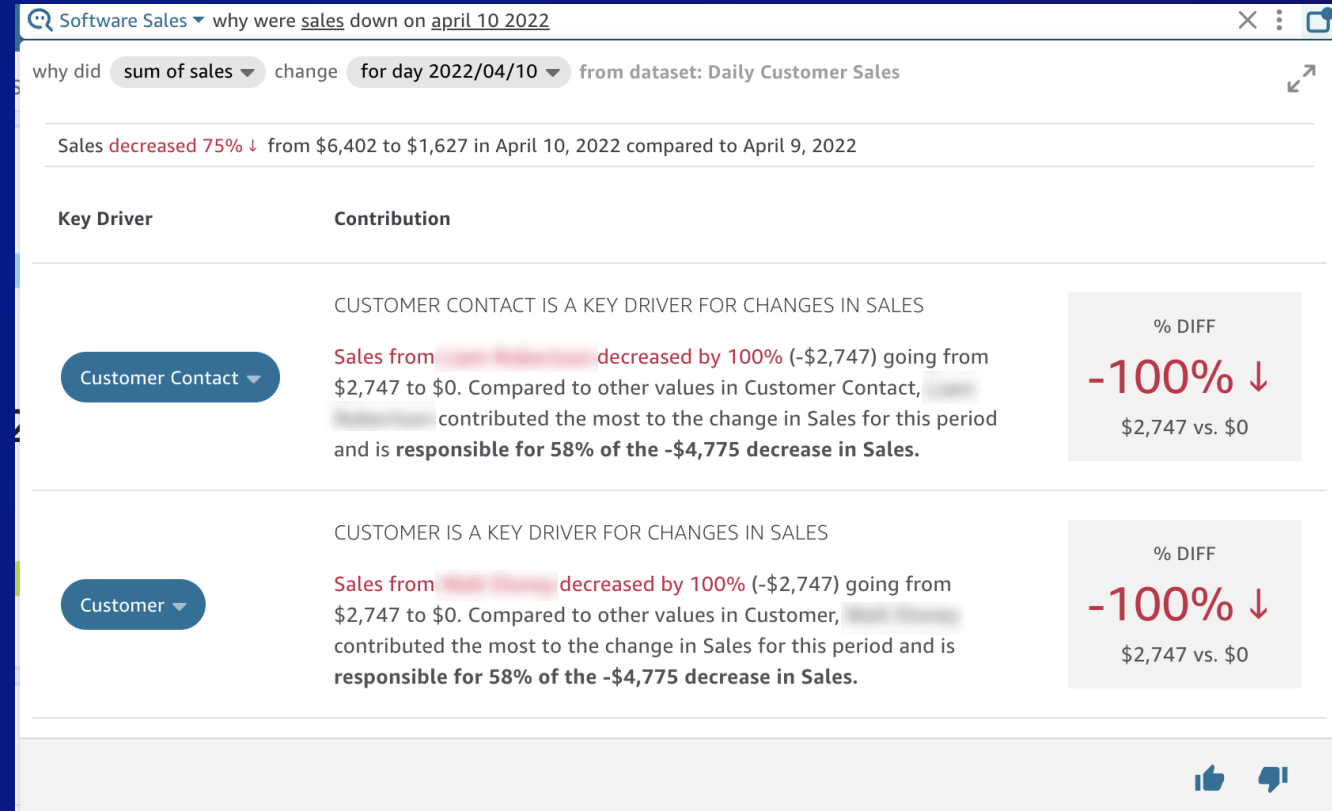 Software Sales why were sales down on april 10 2022
why did sum of sales change for day 2022/04/10 from dataset: Daily Customer Sales
Sales decreased 75% ↓ from $6,402 to $1,627 in April 10, 2022 compared to April 9, 2022
Key Driver Contribution
CUSTOMER CONTACT IS A KEY DRIVER FOR CHANGES IN SALES
Sales from decreased by 100% (-$2,747) going from
$2,747 to $0. Compared to other values in Customer Contact,
contributed the most to the change in Sales for this period
and is responsible for 58% of the -$4,775 decrease in Sales.
Customer Contact
% DIFF
-100% ↓
$2,747 vs. $0
CUSTOMER IS A KEY DRIVER FOR CHANGES IN SALES
Sales from decreased by 100% (-$2,747) going from
$2,747 to $0. Compared to other values in Customer,
contributed the most to the change in Sales for this period and is
responsible for 58% of the -$4,775 decrease in Sales.
Customer
% DIFF
-100% ↓
$2,747 vs. $0